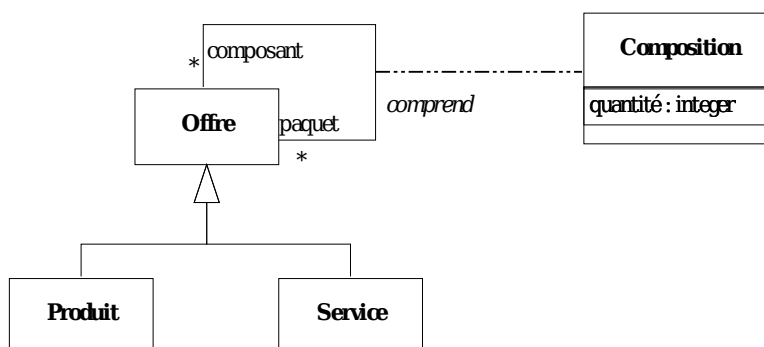 composant
Composition
*
comprend
quantité : integer
Offre
paquet
*
Produit
Service